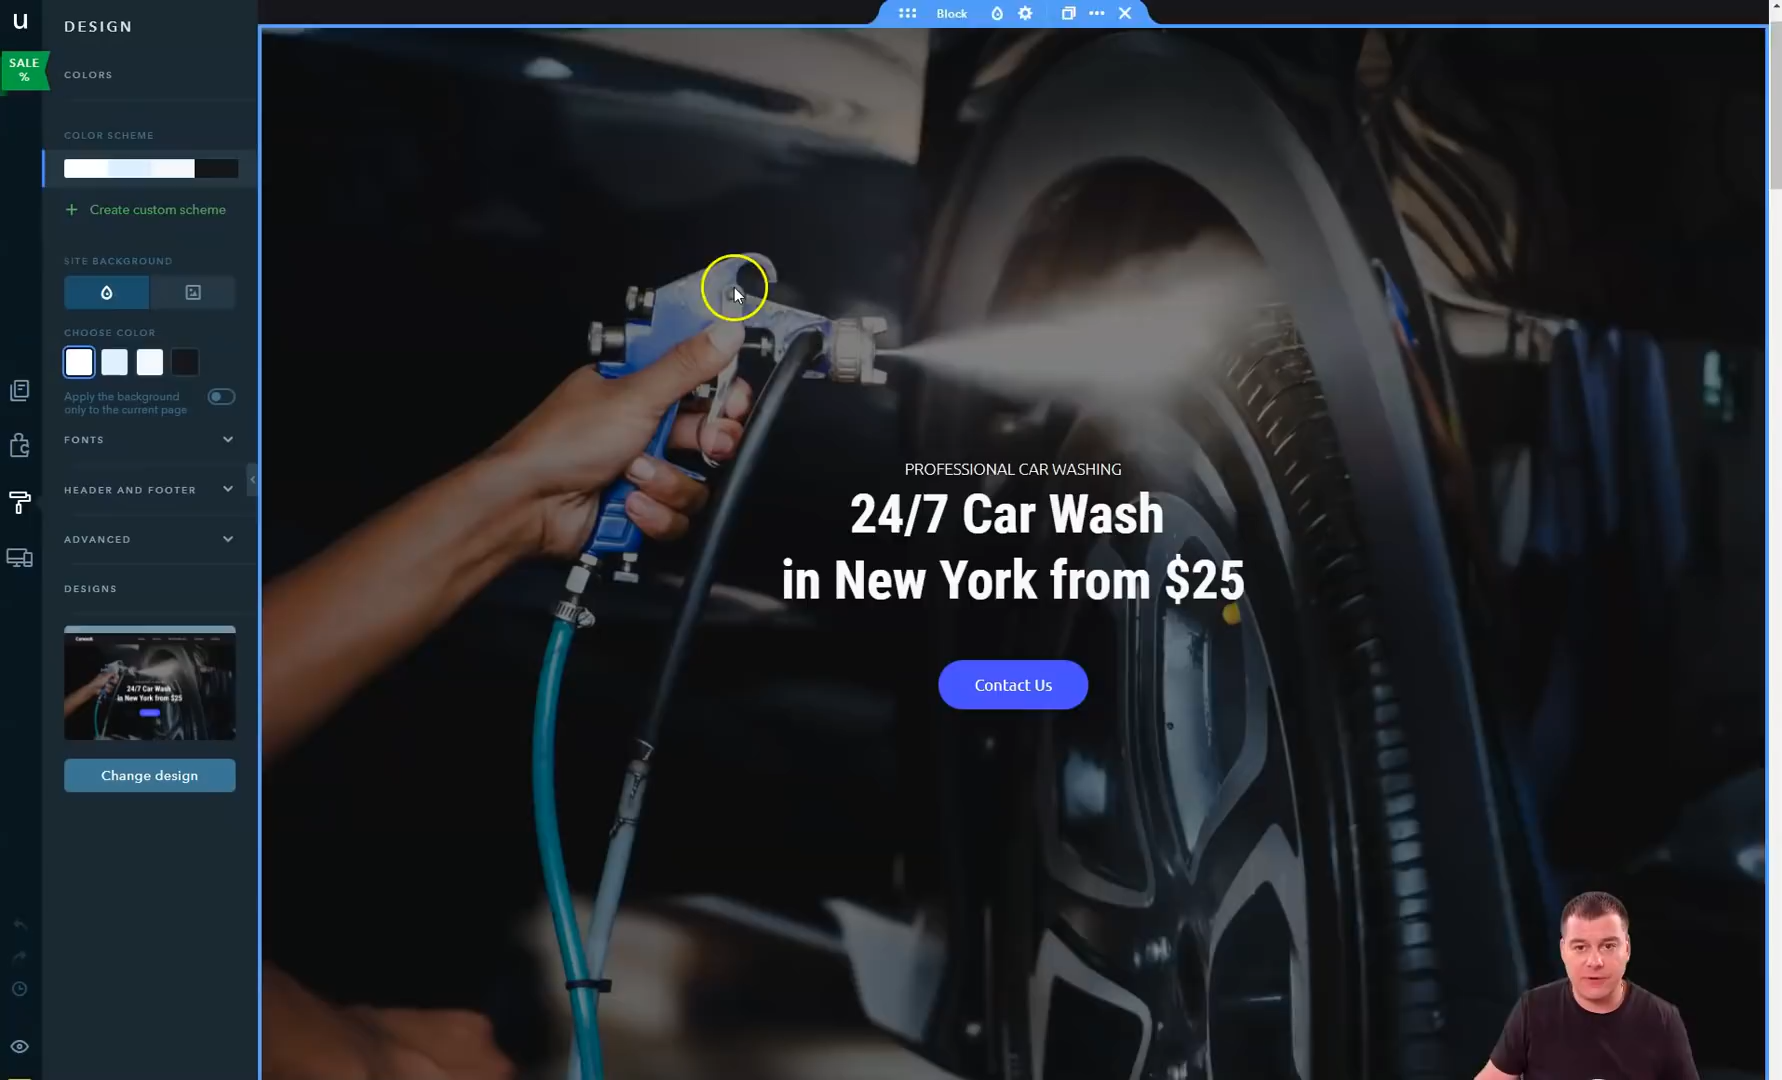 u
DESIGN
SALE
%
COLORS
COLOR SCHEME
+ Create custom scheme
SITE BACKGROUND
CHOOSE COLOR
Apply the background
only to the current page
FONTS
HEADER AND FOOTER
ADVANCED
DESIGNS
24/7 Car Wash
in New York from $25
Change design
Block
PROFESSIONAL CAR WASHING
24/7 Car Wash
in New York from $25
Contact Us